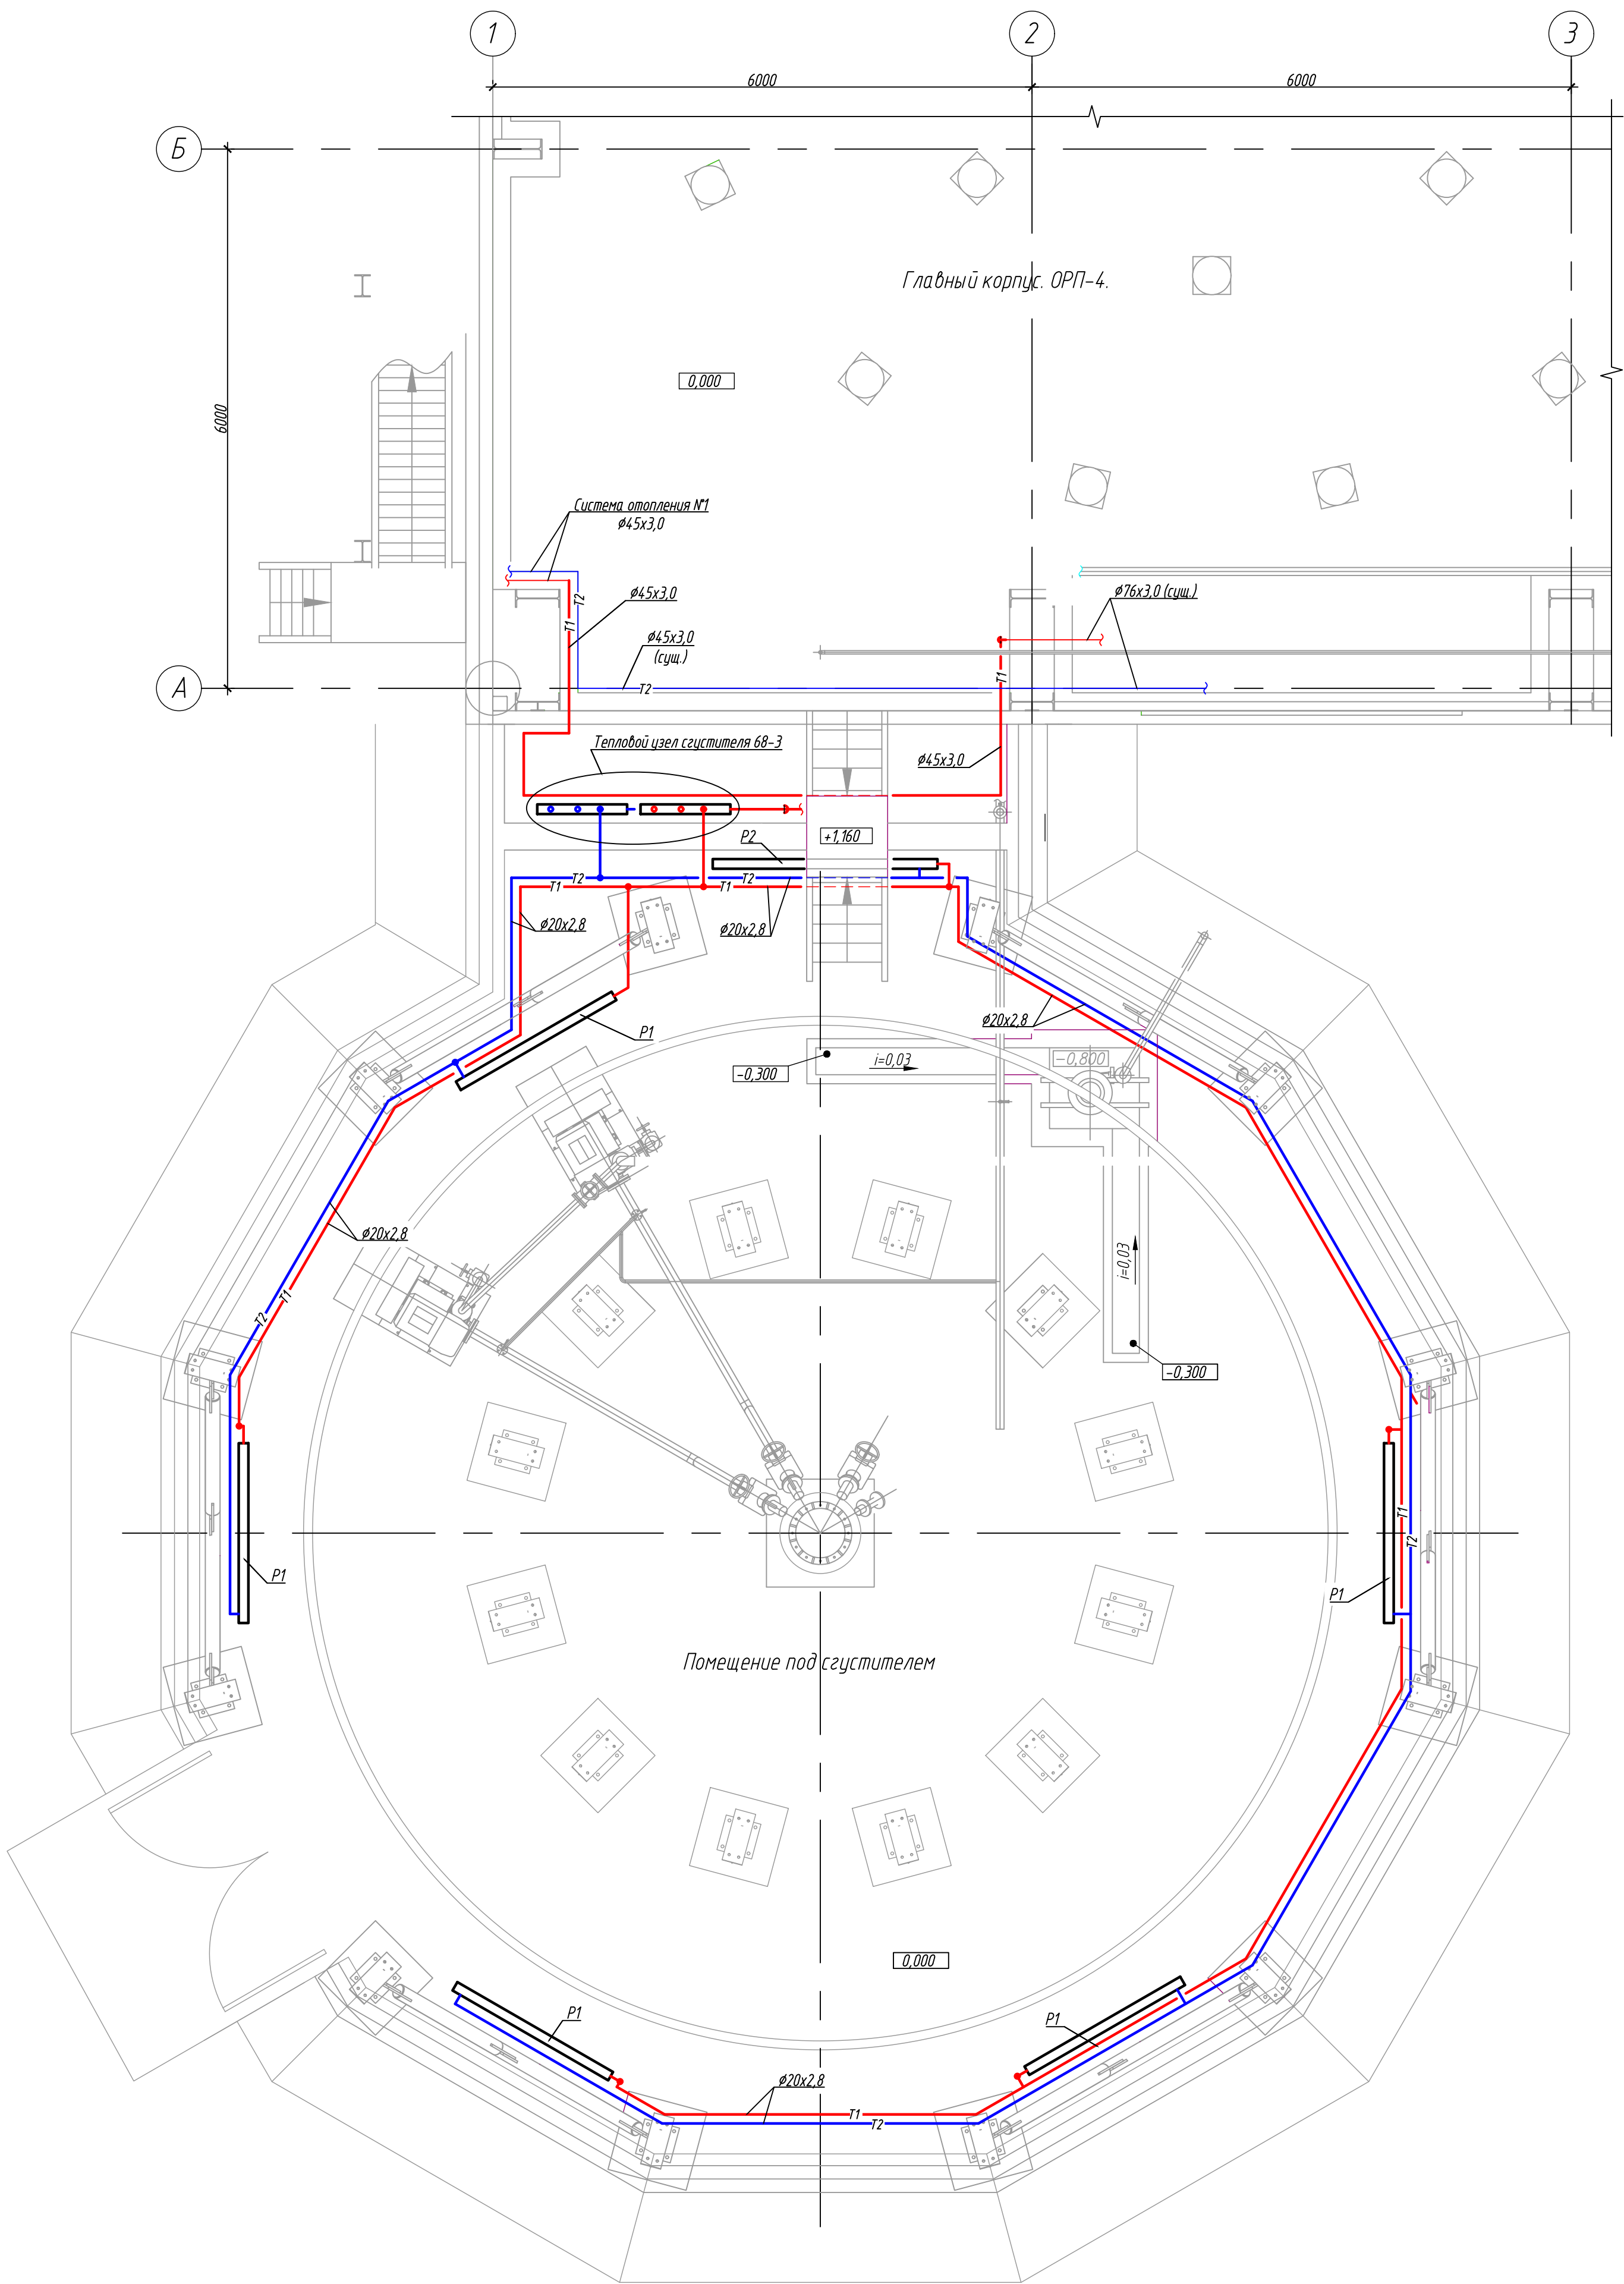 1
2
3
6000
6000
Б
Главный корпус. ОРП-4.
0,000
6000
Система отопления №1
Ø45х3,0
Ø45х3,0
Т2
Т1
Ø76х3,0 (сущ.)
Ø45х3,0
(сущ.)
Т1
А
Т2
Тепловой узел сгустителя 68-3
Ø45х3,0
Р2
+1,160
Т2
Т2
Т1
Т1
Ø20х2,8
Ø20х2,8
Р1
Ø20х2,8
i=0,03
-0,800
-0,300
Ø20х2,8
i=0,03
Т1
Т2
-0,300
Т1
Т2
Р1
Р1
Помещение под сгустителем
0,000
Р1
Р1
Ø20х2,8
Т1
Т2